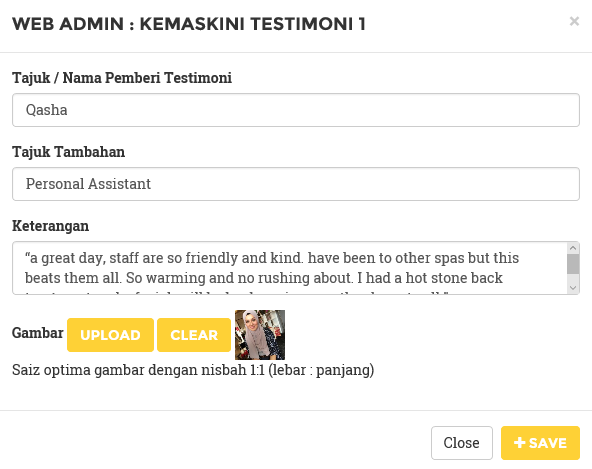 WEB ADMIN : KEMASKINI TESTIMONI 1
×
Tajuk / Nama Pemberi Testimoni
Qasha
Tajuk Tambahan
Personal Assistant
Keterangan
“a great day, staff are so friendly and kind. have been to other spas but this
beats them all. So warming and no rushing about. I had a hot stone back
Gambar UPLOAD CLEAR
Saiz optima gambar dengan nisbah 1:1 (lebar : panjang)
Close + SAVE